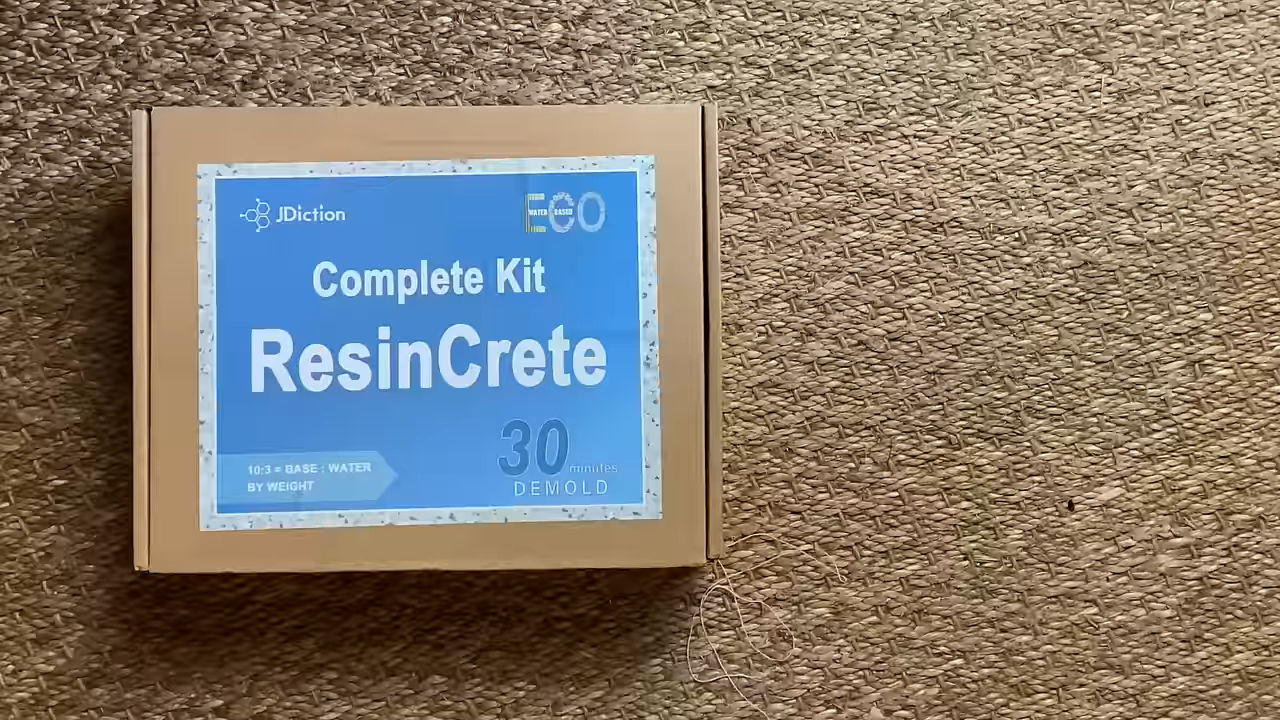 JDiction
ECO
WATER BASED
Complete Kit
ResinCrete
30 minutes
DEMOLD
10:3 = BASE : WATER
BY WEIGHT